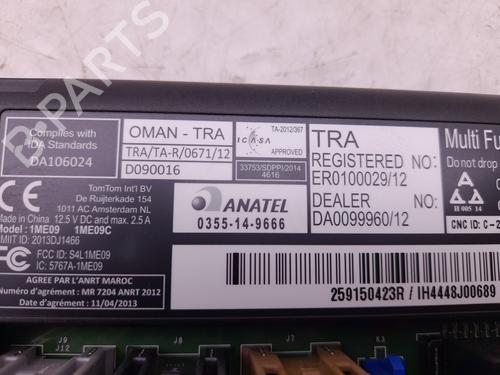 B-PARTS
Complies with
IDA Standards
DA106024
OMAN - TRA
TRA/TA-R/0671/12
D090016
ICASA
TA-2012/367
APPROVED
33753/SDPPI/2014
4616
TRA
REGISTERED NO:
ER0100029/12
DEALER NO:
DA0099960/12
Multi Fu
Do not drop
H 005 14
CNC ID: C-2
TomTom Int'l BV
De Ruijterkade 154
1011 AC Amsterdam NL
Made in China 12.5 V DC and max. 2.5 A
Model: 1ME09 1ME09C
CMIIT ID: 2013DJ1466
CE
FCC ID: S4L1ME09
IC: 5767A-1ME09
ANATEL
0355-14-9666
AGREE PAR L'ANRT MAROC
Numéro d'agrément: MR 7204 ANRT 2012
Date d'agrément: 11/04/2013
259150423R / IH4448J00689
J9
J12
J8
J7
K3